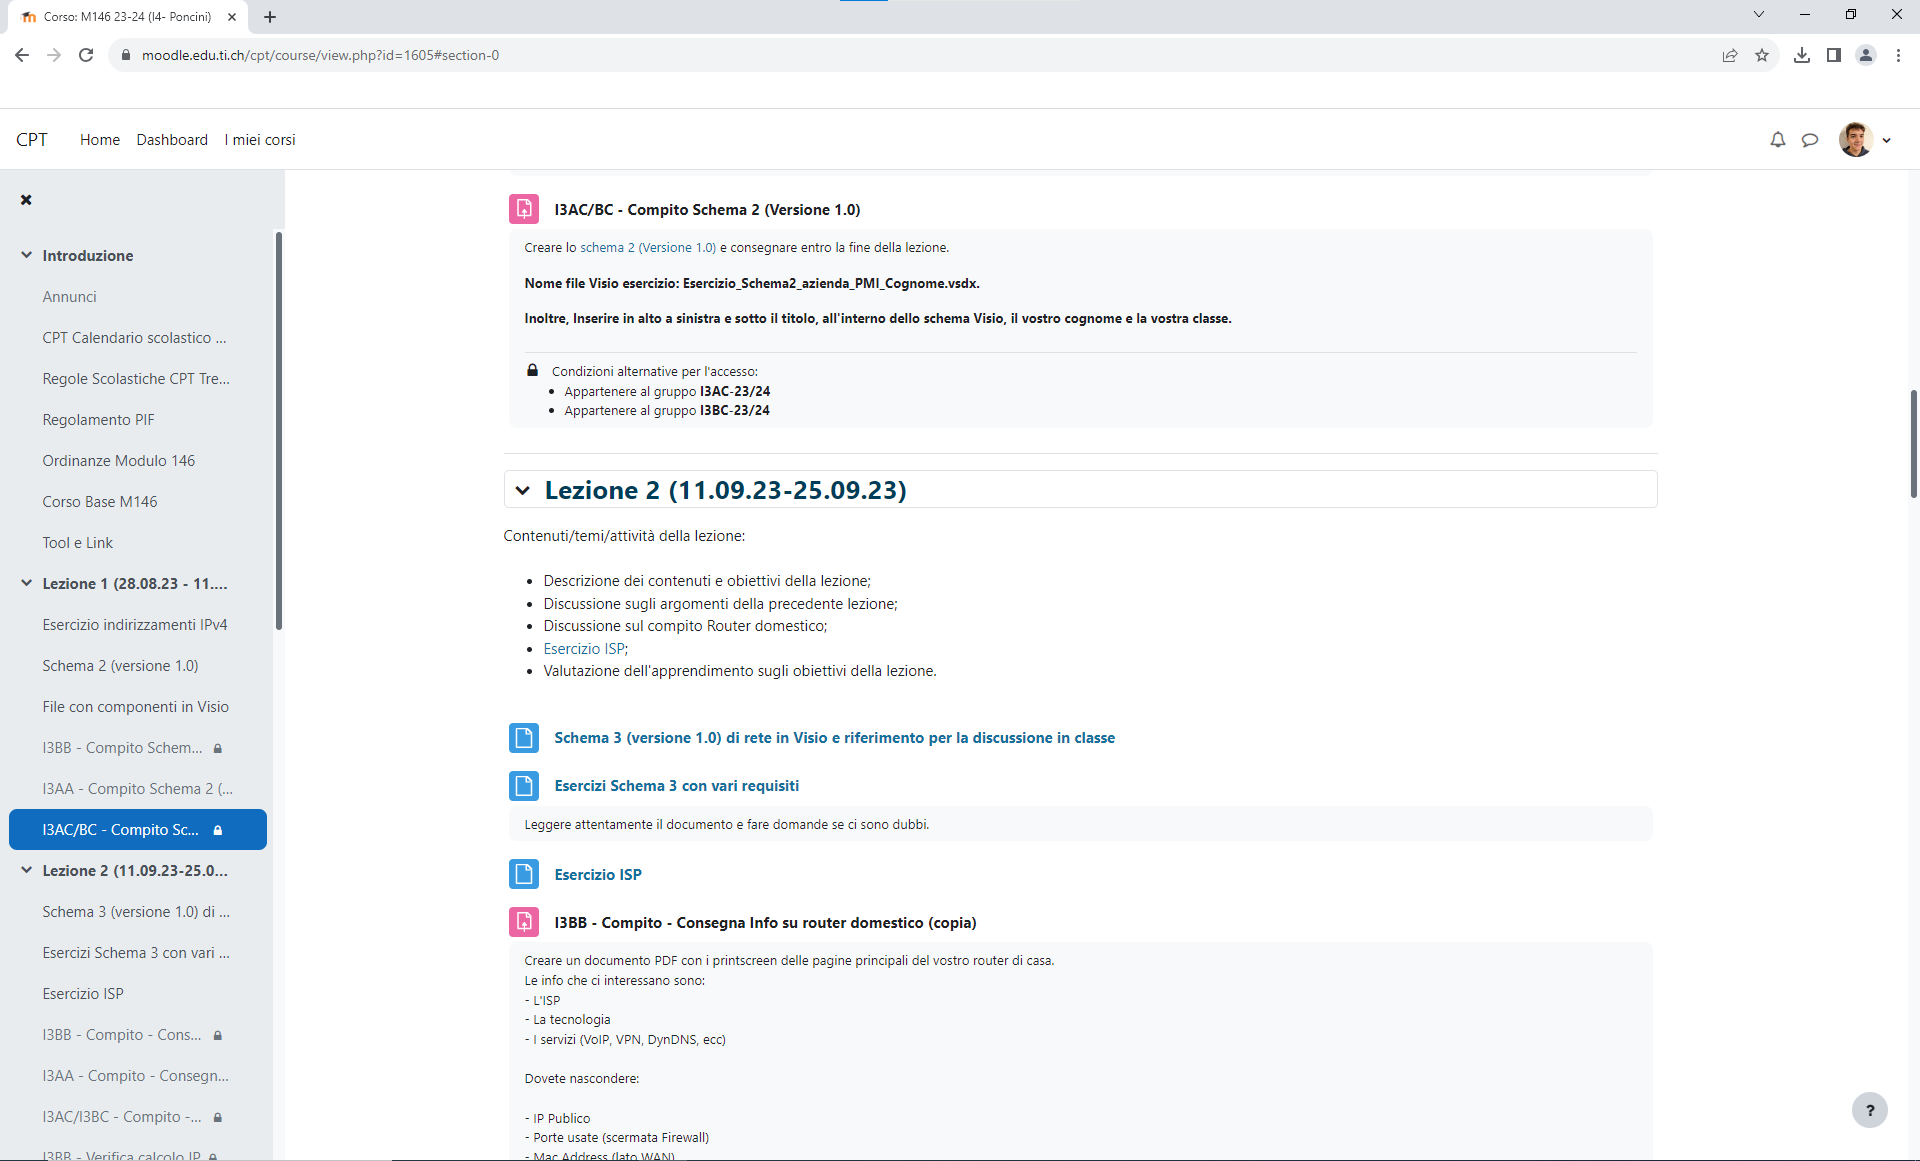 Corso: M146 23-24 (I4- Poncini)
moodle.edu.ti.ch/cpt/course/view.php?id=1605#section-0
CPT
Home
Dashboard
I miei corsi
Introduzione
Annunci
CPT Calendario scolastico ...
Regole Scolastiche CPT Tre...
Regolamento PIF
Ordinanze Modulo 146
Corso Base M146
Tool e Link
Lezione 1 (28.08.23 - 11....
Esercizio indirizzamenti IPv4
Schema 2 (versione 1.0)
File con componenti in Visio
I3BB - Compito Schem...
I3AA - Compito Schema 2 (...
I3AC/BC - Compito Sc...
Lezione 2 (11.09.23-25.0...
Schema 3 (versione 1.0) di ...
Esercizi Schema 3 con vari ...
Esercizio ISP
I3BB - Compito - Cons...
I3AA - Compito - Consegn...
I3AC/I3BC - Compito -...
I3BB - Verifica calcolo IP
I3AC/BC - Compito Schema 2 (Versione 1.0)
Creare lo schema 2 (Versione 1.0) e consegnare entro la fine della lezione.
Nome file Visio esercizio: Esercizio_Schema2_azienda_PMI_Cognome.vsdx.
Inoltre, Inserire in alto a sinistra e sotto il titolo, all'interno dello schema Visio, il vostro cognome e la vostra classe.
Condizioni alternative per l'accesso:
• Appartenere al gruppo I3AC-23/24
• Appartenere al gruppo I3BC-23/24
Lezione 2 (11.09.23-25.09.23)
Contenuti/temi/attività della lezione:
• Descrizione dei contenuti e obiettivi della lezione;
• Discussione sugli argomenti della precedente lezione;
• Discussione sul compito Router domestico;
• Esercizio ISP;
• Valutazione dell'apprendimento sugli obiettivi della lezione.
Schema 3 (versione 1.0) di rete in Visio e riferimento per la discussione in classe
Esercizi Schema 3 con vari requisiti
Leggere attentamente il documento e fare domande se ci sono dubbi.
Esercizio ISP
I3BB - Compito - Consegna Info su router domestico (copia)
Creare un documento PDF con i printscreen delle pagine principali del vostro router di casa.
Le info che ci interessano sono:
- L'ISP
- La tecnologia
- I servizi (VoIP, VPN, DynDNS, ecc)
Dovete nascondere:
- IP Publico
- Porte usate (scermata Firewall)
- Mac Address (lato WAN)
?